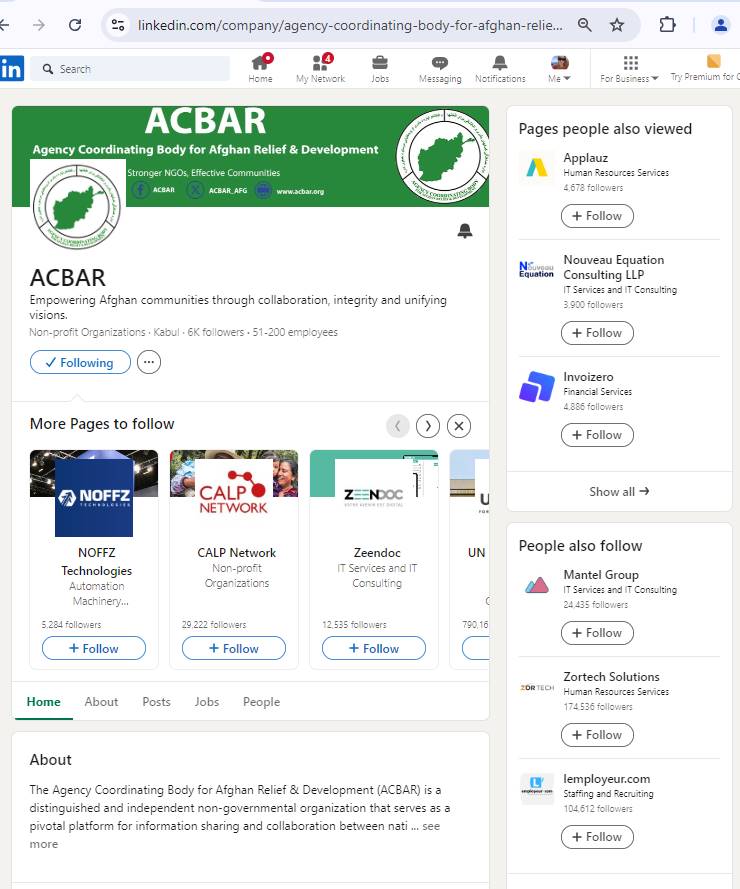 linkedin.com/company/agency-coordinating-body-for-afghan-relie...
in
Search
Home
4
My Network
Jobs
Messaging
Notifications
Me
For Business
Try Premium for
ACBAR
Agency Coordinating Body for Afghan Relief & Development
Stronger NGOs, Effective Communities
ACBAR
ACBAR_AFG
www.acbar.org
ACBAR
Empowering Afghan communities through collaboration, integrity and unifying
visions.
Non-profit Organizations · Kabul · 6K followers · 51-200 employees
Following
More Pages to follow
NOFFZ
TECHNOLOGIES
NOFFZ
Technologies
Automation
Machinery...
5,284 followers
+ Follow
CALP
NETWORK
CALP Network
Non-profit
Organizations
29,222 followers
+ Follow
ZEENDOC
Zeendoc
IT Services and IT
Consulting
12,535 followers
+ Follow
UN
790,16
Home
About
Posts
Jobs
People
About
The Agency Coordinating Body for Afghan Relief & Development (ACBAR) is a
distinguished and independent non-governmental organization that serves as a
pivotal platform for information sharing and collaboration between nati ... see
more
Pages people also viewed
Applauz
Human Resources Services
4,678 followers
+ Follow
Nouveau
Equation
Nouveau Equation
Consulting LLP
IT Services and IT Consulting
3,900 followers
+ Follow
Invoizero
Financial Services
4,886 followers
+ Follow
Show all →
People also follow
Mantel Group
IT Services and IT Consulting
24,435 followers
+ Follow
ZORTECH
Zortech Solutions
Human Resources Services
174,536 followers
+ Follow
lemployeur.com
lemployeur.com
Staffing and Recruiting
104,612 followers
+ Follow